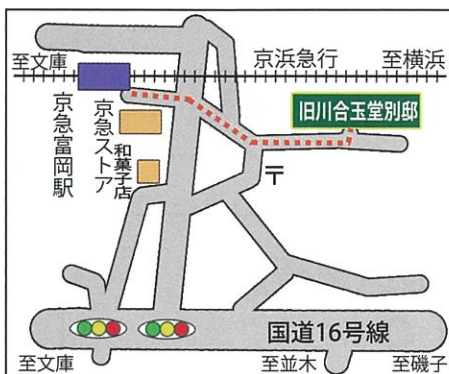 至文庫
京浜急行
至横浜
京急富岡駅
京急ストア
和菓子店
旧川合玉堂別邸
〒
国道16号線
至文庫
至並木
至磯子